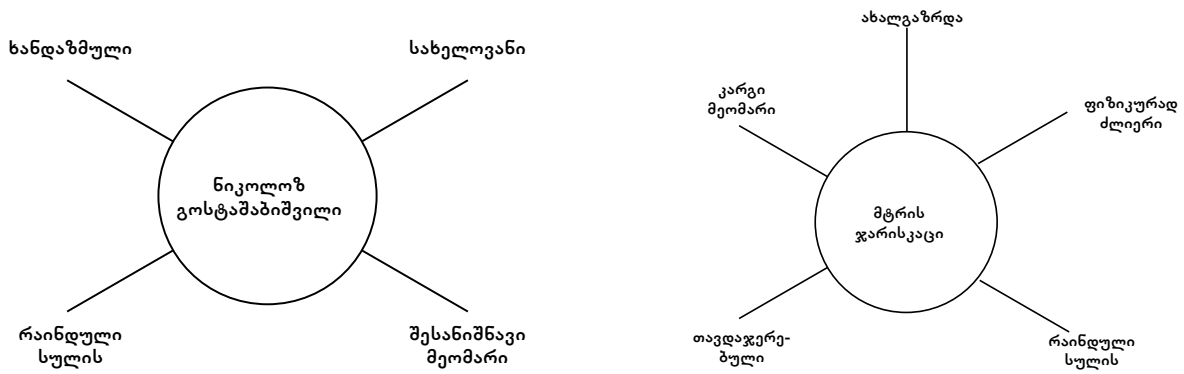 ხანდაზმული
სახელოვანი
ნიკოლოზ
გოსტაშაბიშვილი
რაინდული
სულის
შესანიშნავი
მეომარი
ახალგაზრდა
კარგი
მეომარი
ფიზიკურად
ძლიერი
მტრის
ჯარისკაცი
თავდაჯერე-
ბული
რაინდული
სულის